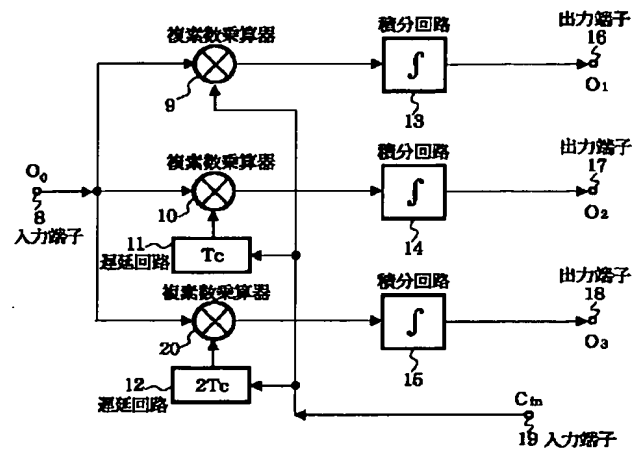 出力端子
16
複素数乗算器
積分回路
∫
9
13
O₁
出力端子
17
複素数乗算器
積分回路
O₀
∫
8
10
14
O₂
入力端子
11
遅延回路
Tc
出力端子
18
複素数乗算器
積分回路
∫
20
15
O₃
12
遅延回路
2Tc
Cin
19 入力端子